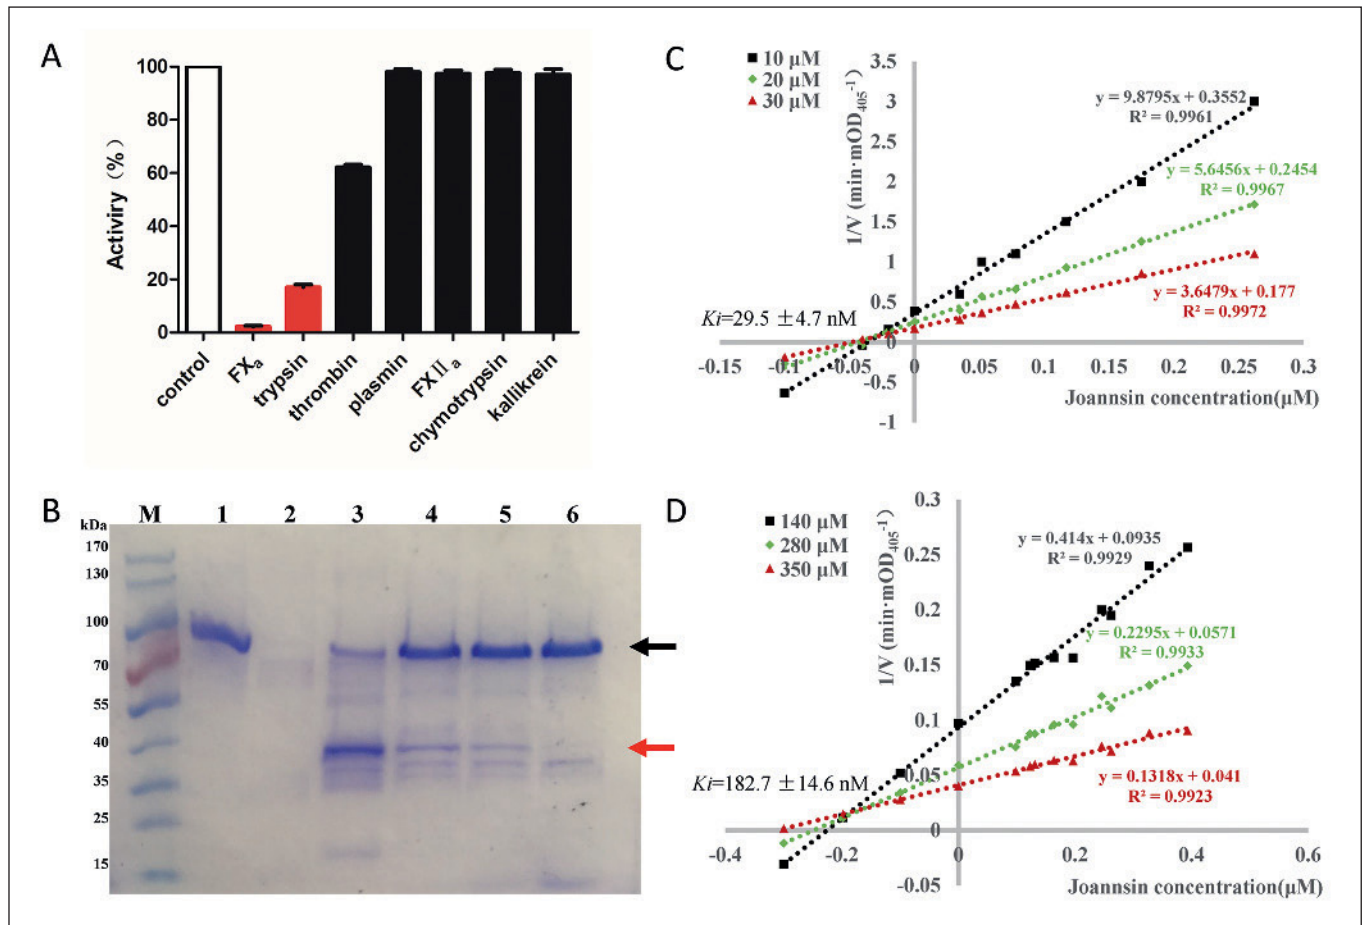 A
Activiry (%)
100
80
60
40
20
0
control
FXa
trypsin
thrombin
plasmin
FXⅡa
chymotrypsin
kallikrein
B
M 1 2 3 4 5 6
kDa
170
130
100
70
55
40
35
25
15
C
10 μM
20 μM
30 μM
1/V (min·mOD405-1)
3.5
3
2.5
2
1.5
1
0.5
0
-0.5
-1
y = 9.8795x + 0.3552
R² = 0.9961
y = 5.6456x + 0.2454
R² = 0.9967
y = 3.6479x + 0.177
R² = 0.9972
Ki=29.5 ±4.7 nM
-0.15 -0.1 -0.05 0 0.05 0.1 0.15 0.2 0.25 0.3
Joannsin concentration(μM)
D
140 μM
280 μM
350 μM
1/V (min·mOD405-1)
0.3
0.25
0.2
0.15
0.1
0.05
0
-0.05
y = 0.414x + 0.0935
R² = 0.9929
y = 0.2295x + 0.0571
R² = 0.9933
y = 0.1318x + 0.041
R² = 0.9923
Ki=182.7 ±14.6 nM
-0.4 -0.2 0 0.2 0.4 0.6
Joannsin concentration(μM)